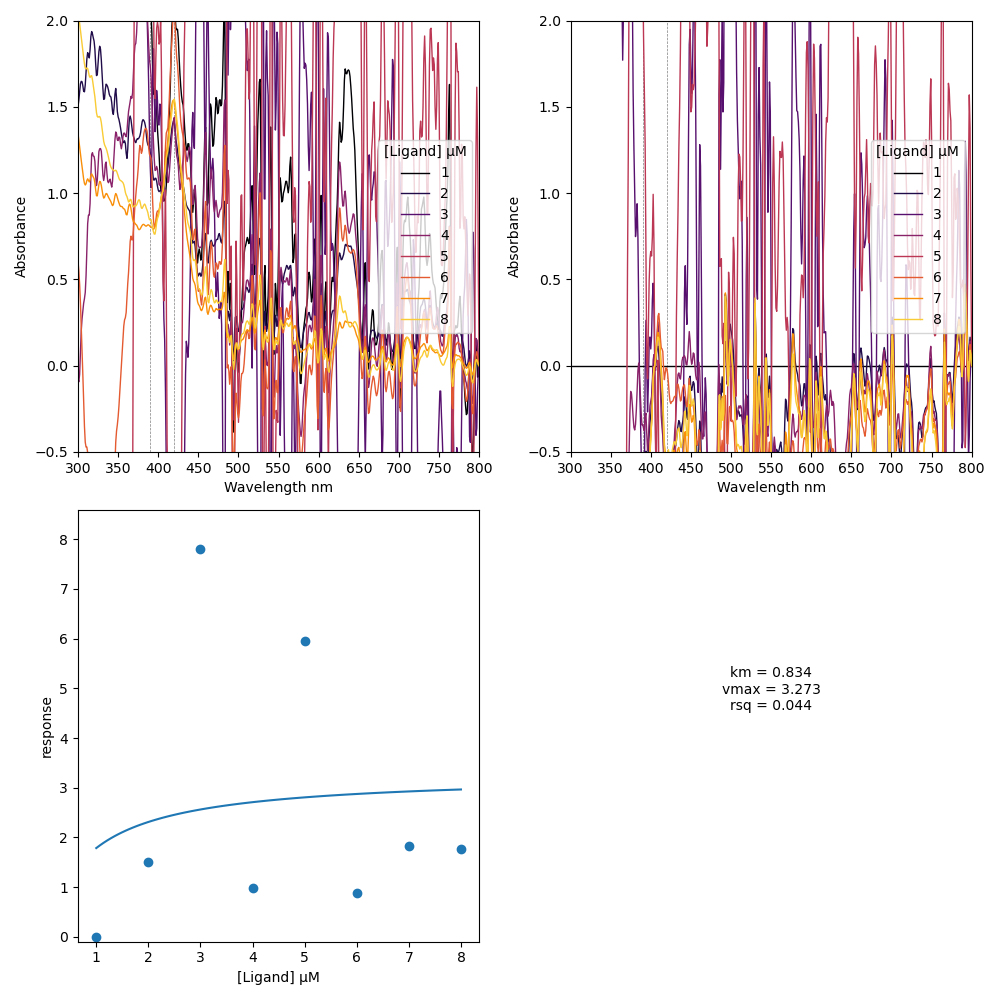 2.0
1.5
1.0
0.5
0.0
−0.5
Absorbance
300 350 400 450 500 550 600 650 700 750 800
Wavelength nm
[Ligand] μM
1
2
3
4
5
6
7
8
2.0
1.5
1.0
0.5
0.0
−0.5
Absorbance
300 350 400 450 500 550 600 650 700 750 800
Wavelength nm
[Ligand] μM
1
2
3
4
5
6
7
8
8
7
6
5
4
3
2
1
0
response
1 2 3 4 5 6 7 8
[Ligand] μM
km = 0.834
vmax = 3.273
rsq = 0.044